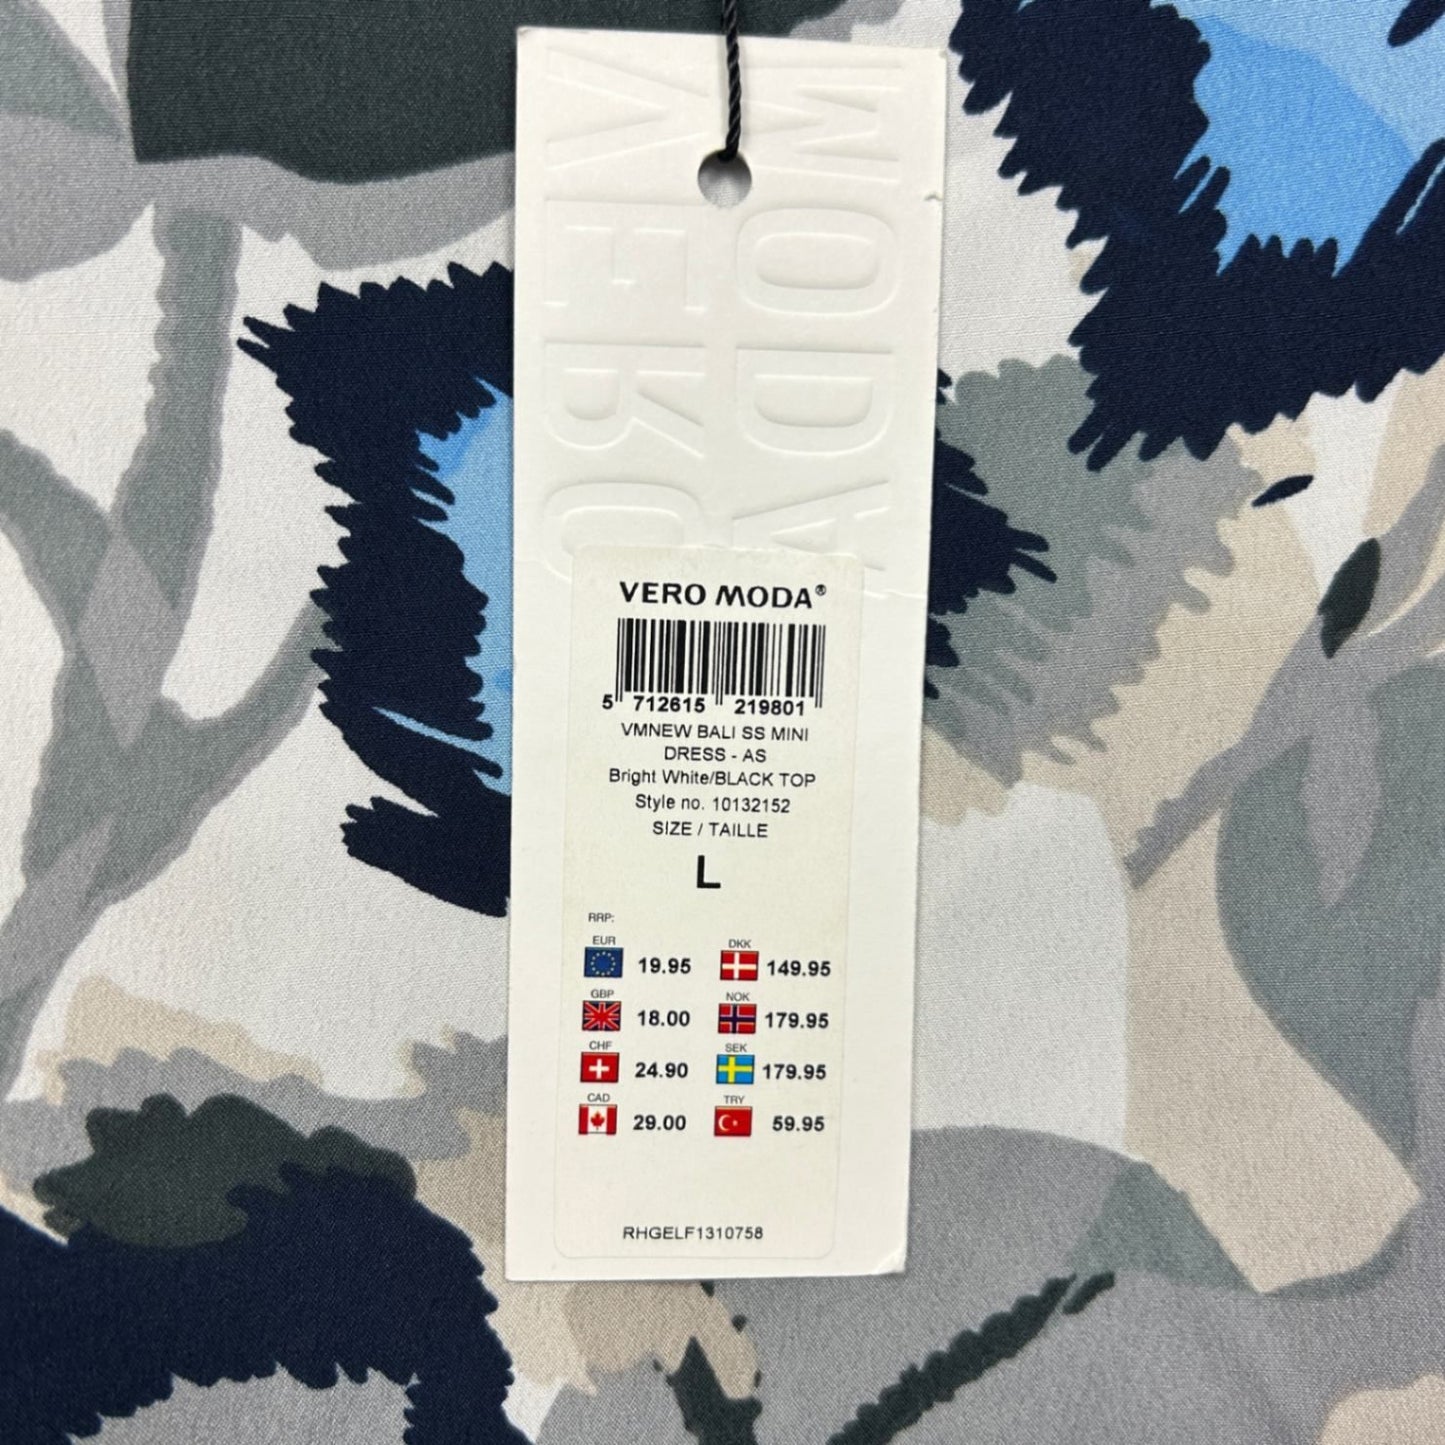 VERO
MODA
VERO MODA®
5 712615 219801
VMNEW BALI SS MINI
DRESS - AS
Bright White/BLACK TOP
Style no. 10132152
SIZE / TAILLE
L
RRP:
EUR 19.95 DKK 149.95
GBP 18.00 NOK 179.95
CHF 24.90 SEK 179.95
CAD 29.00 TRY 59.95
RHGELF1310758